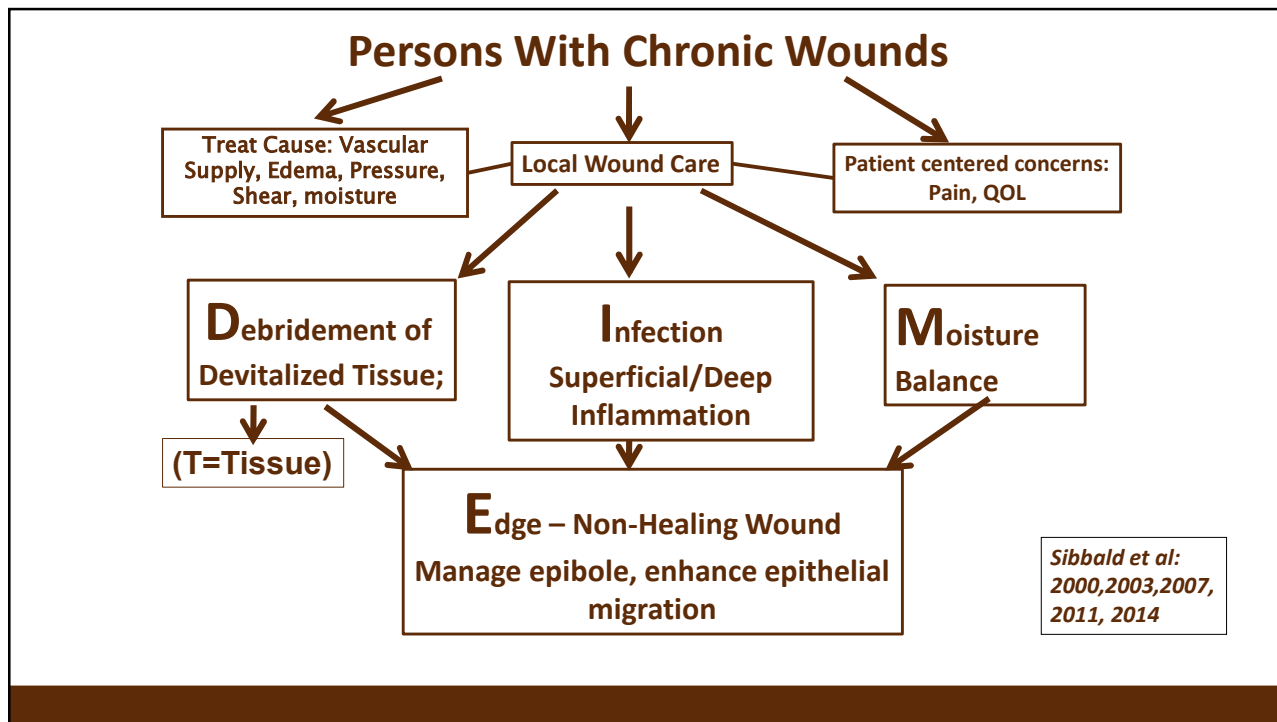 Persons With Chronic Wounds
Treat Cause: Vascular
Supply, Edema, Pressure,
Shear, moisture
Local Wound Care
Patient centered concerns:
Pain, QOL
Debridement of
Devitalized Tissue;
Infection
Superficial/Deep
Inflammation
Moisture
Balance
(T=Tissue)
Edge – Non-Healing Wound
Manage epibole, enhance epithelial
migration
Sibbald et al:
2000,2003,2007,
2011, 2014